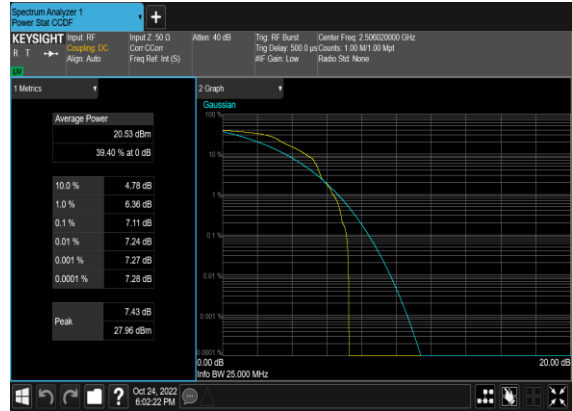 Spectrum Analyzer 1
Power Stat CCDF
KEYSIGHT
R T
LXI
Input: RF
Coupling: DC
Align: Auto
Input Z: 50 Ω
Corr CCorr
Freq Ref: Int (S)
Atten: 40 dB
Trig: RF Burst
Trig Delay: 500.0 µs
#IF Gain: Low
Center Freq: 2.506020000 GHz
Counts: 1.00 M/1.00 Mpt
Radio Std: None
1 Metrics
Average Power
20.53 dBm
39.40 % at 0 dB
10.0 % 4.78 dB
1.0 % 6.36 dB
0.1 % 7.11 dB
0.01 % 7.24 dB
0.001 % 7.27 dB
0.0001 % 7.28 dB
Peak
7.43 dB
27.96 dBm
2 Graph
Gaussian
100 %
10 %
1 %
0.1 %
0.01 %
0.001 %
0.0001 %
0.00 dB 20.00 dB
Info BW 25.000 MHz
? Oct 24, 2022
6:02:22 PM